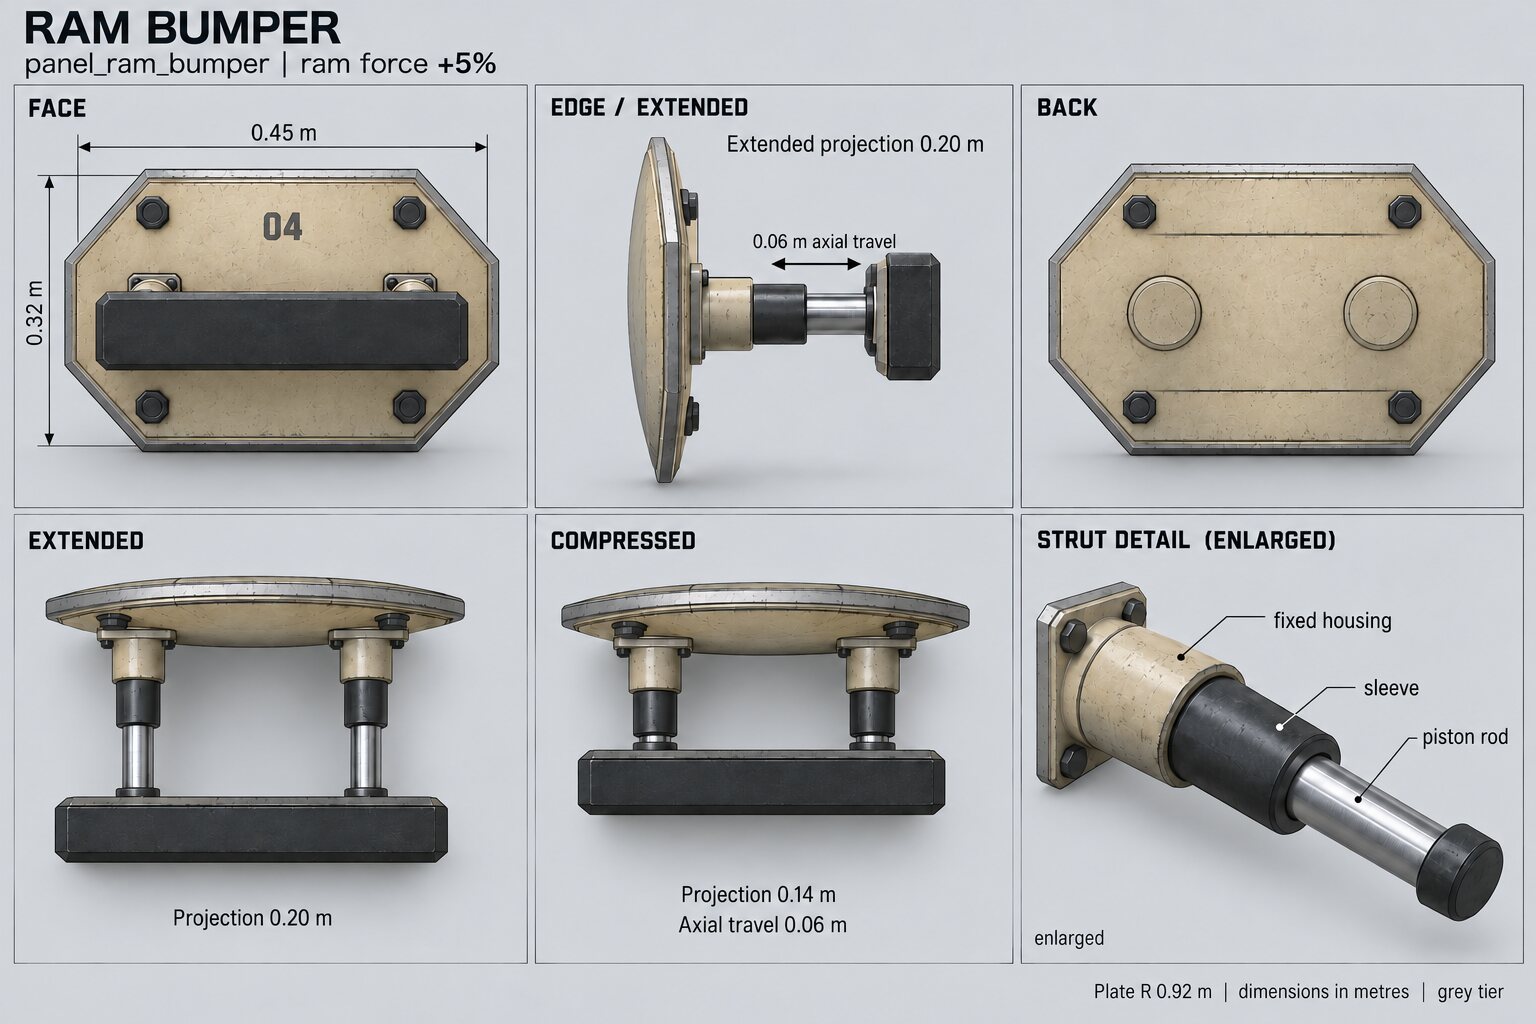 RAM BUMPER
panel_ram_bumper | ram force +5%
FACE
0.45 m
04
0.32 m
EDGE / EXTENDED
Extended projection 0.20 m
0.06 m axial travel
BACK
EXTENDED
Projection 0.20 m
COMPRESSED
Projection 0.14 m
Axial travel 0.06 m
STRUT DETAIL (ENLARGED)
fixed housing
sleeve
piston rod
enlarged
Plate R 0.92 m | dimensions in metres | grey tier